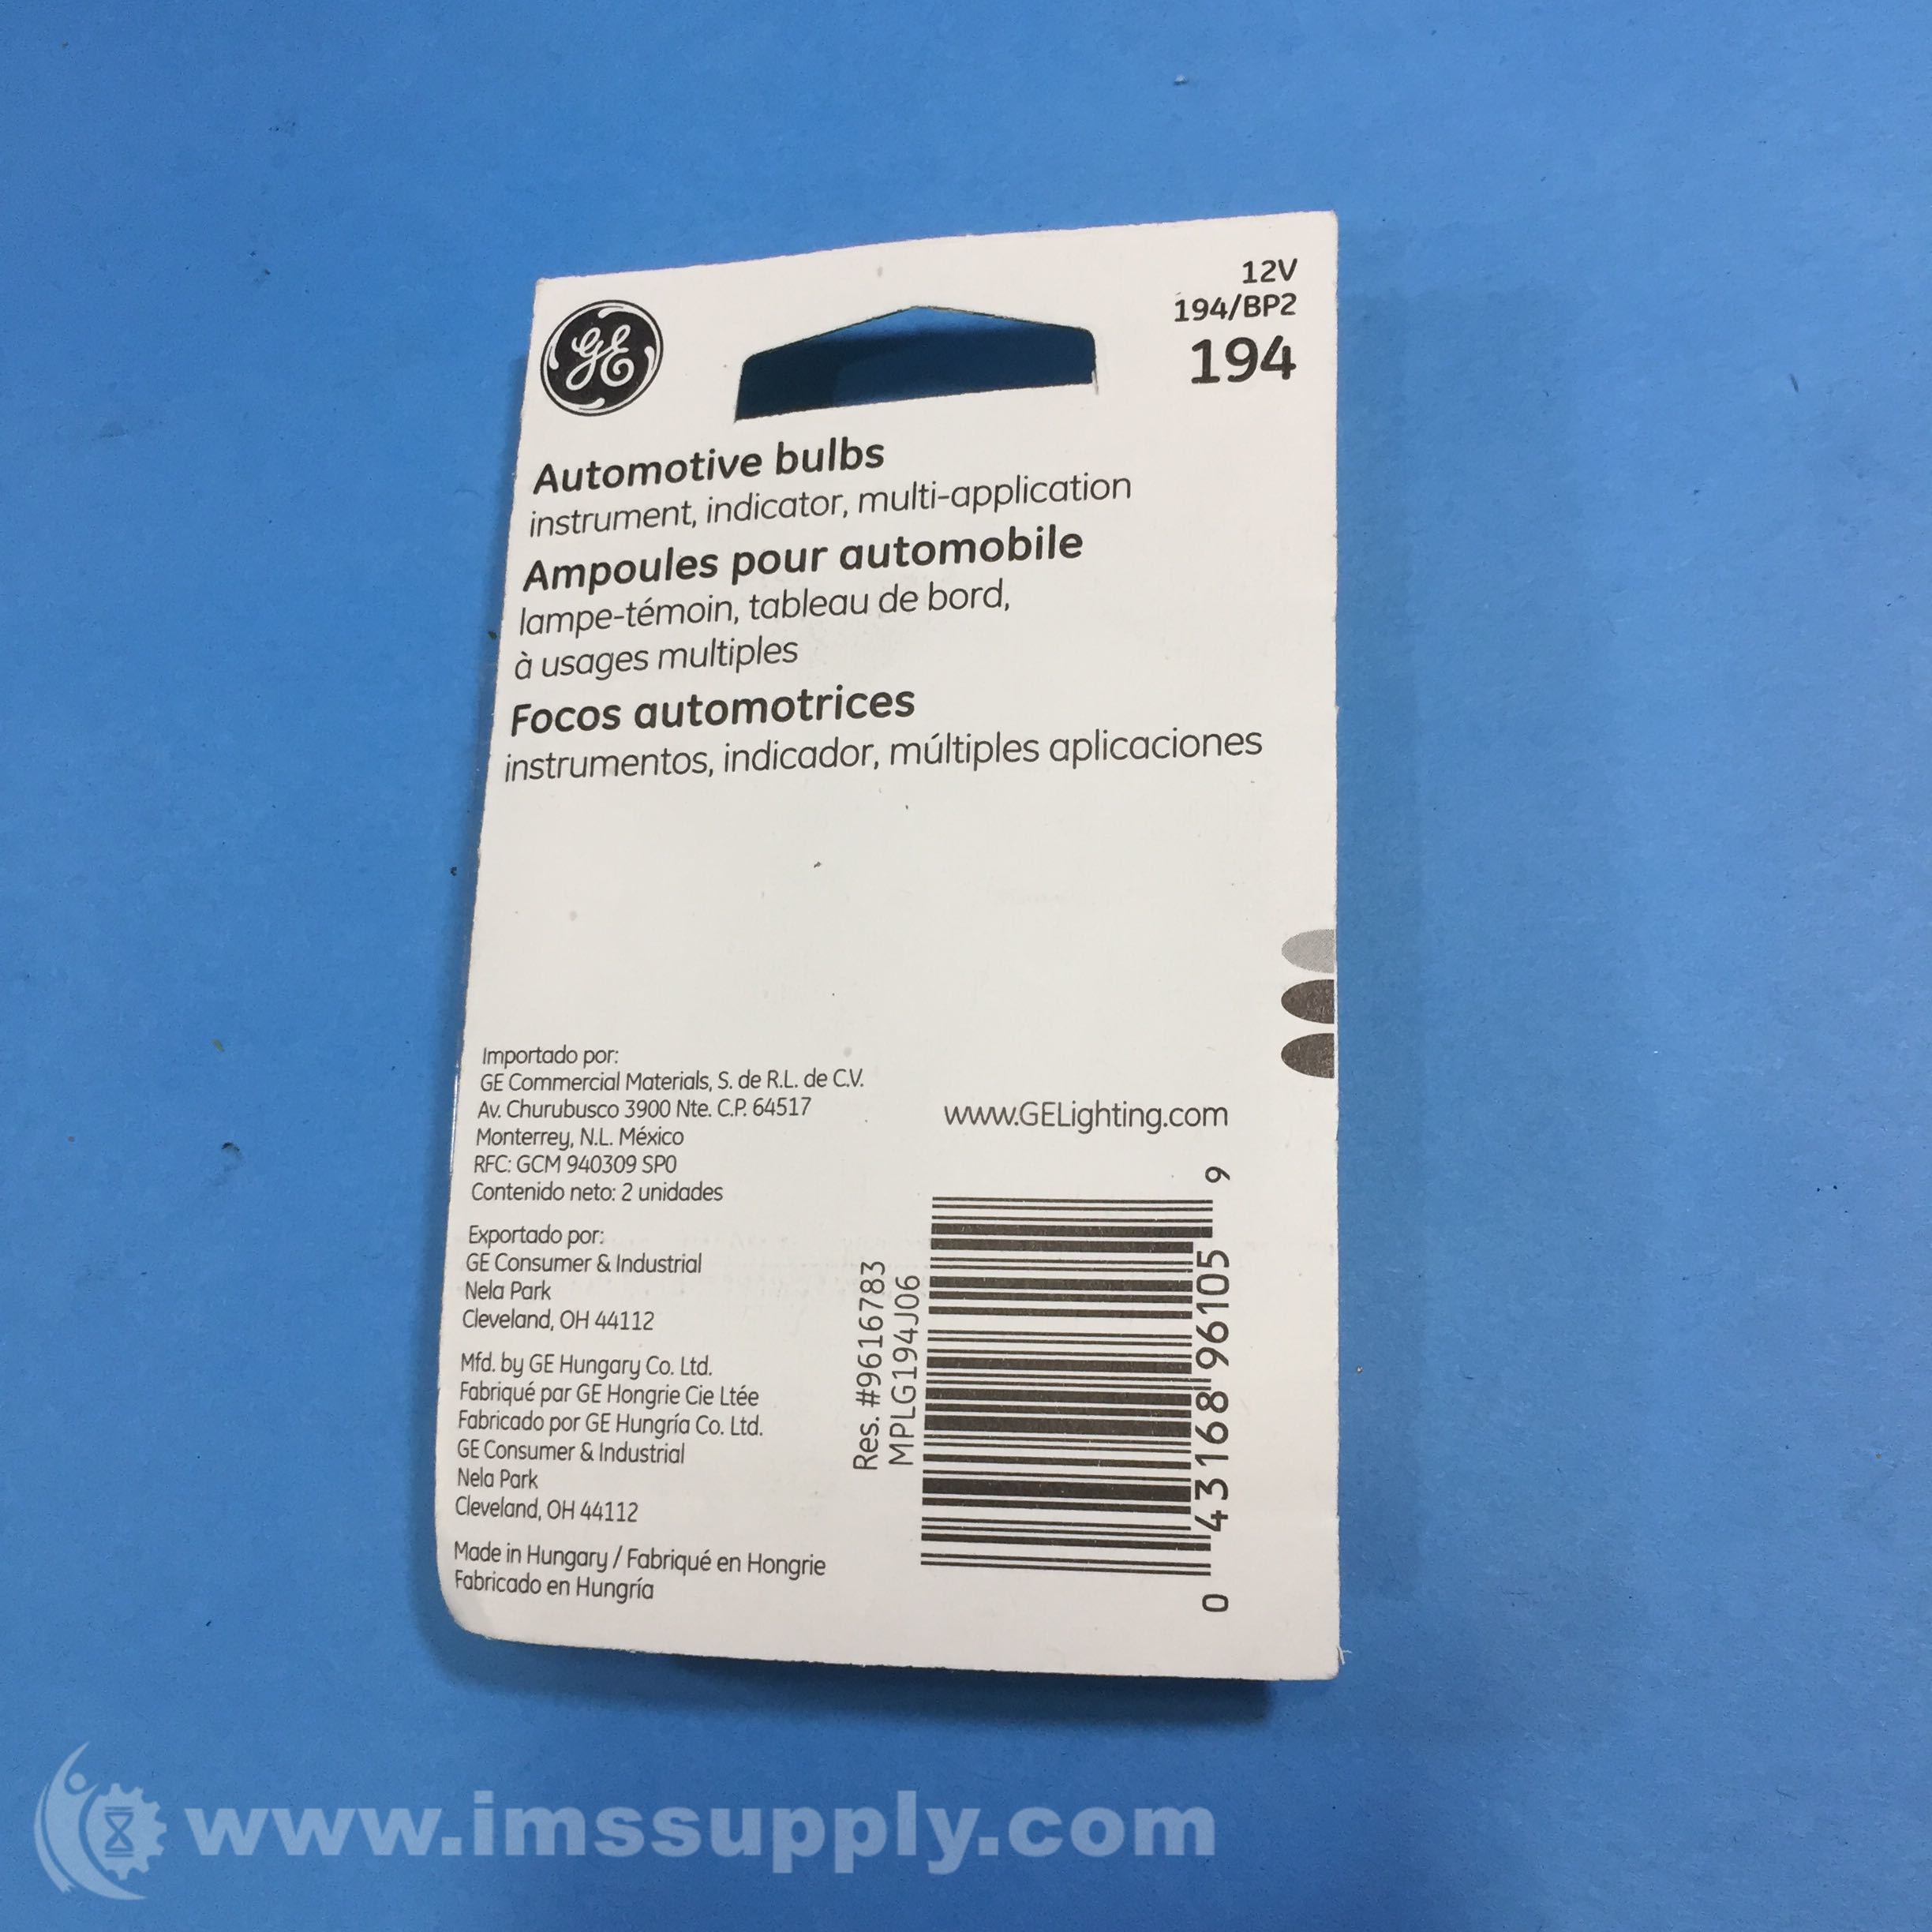 GE
12V
194/BP2
194
Automotive bulbs
instrument, indicator, multi-application
Ampoules pour automobile
lampe-témoin, tableau de bord,
à usages multiples
Focos automotrices
instrumentos, indicador, múltiples aplicaciones
Importado por:
GE Commercial Materials, S. de R.L. de C.V.
Av. Churubusco 3900 Nte. C.P. 64517
Monterrey, N.L. México
RFC: GCM 940309 SP0
Contenido neto: 2 unidades
Exportado por:
GE Consumer & Industrial
Nela Park
Cleveland, OH 44112
Mfd. by GE Hungary Co. Ltd.
Fabriqué par GE Hongrie Cie Ltée
Fabricado por GE Hungría Co. Ltd.
GE Consumer & Industrial
Nela Park
Cleveland, OH 44112
Made in Hungary / Fabriqué en Hongrie
Fabricado en Hungría
www.GELighting.com
Res. #9616783
MPLG194J06
0 43168 96105 9
www.imssupply.com